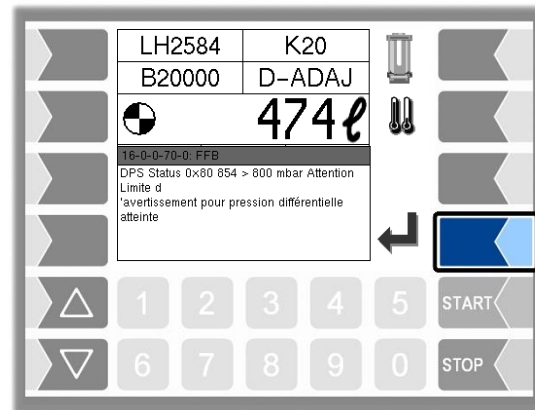 LH2584 K20
B20000 D-ADAJ
474ℓ
16-0-0-70-0: FFB
DPS Status 0x80 854 > 800 mbar Attention
Limite d
'avertissement pour pression différentielle
atteinte
1 2 3 4 5 START
6 7 8 9 0 STOP